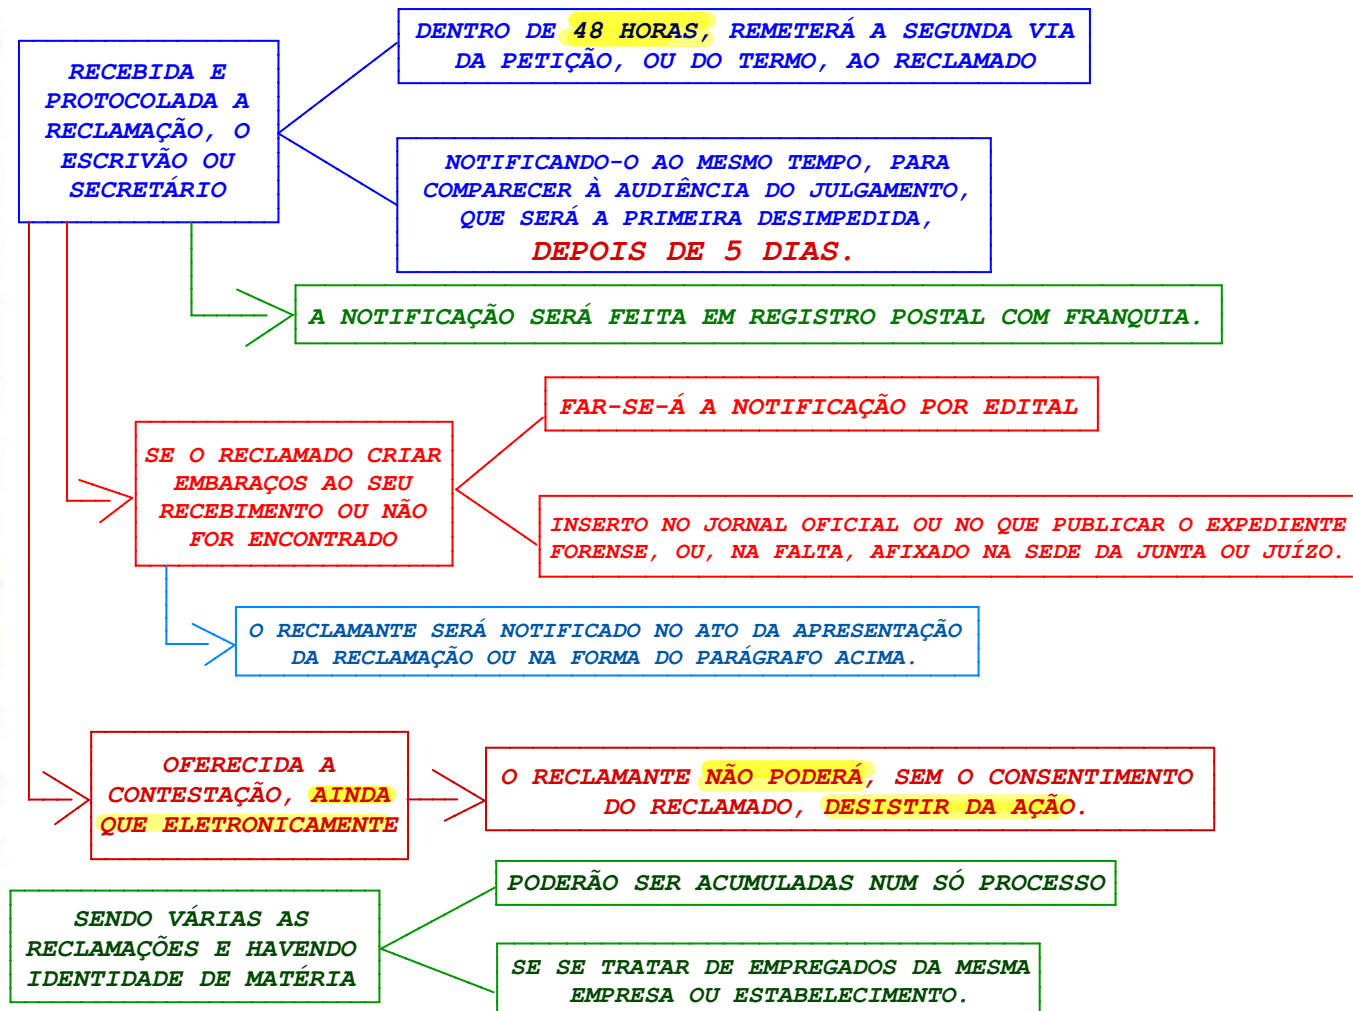 RECEBIDA E
PROTOCOLADA A
RECLAMAÇÃO, O
ESCRIVÃO OU
SECRETÁRIO
DENTRO DE 48 HORAS, REMETERÁ A SEGUNDA VIA
DA PETIÇÃO, OU DO TERMO, AO RECLAMADO
NOTIFICANDO-O AO MESMO TEMPO, PARA
COMPARECER À AUDIÊNCIA DO JULGAMENTO,
QUE SERÁ A PRIMEIRA DESIMPEDIDA,
DEPOIS DE 5 DIAS.
A NOTIFICAÇÃO SERÁ FEITA EM REGISTRO POSTAL COM FRANQUIA.
SE O RECLAMADO CRIAR
EMBARAÇOS AO SEU
RECEBIMENTO OU NÃO
FOR ENCONTRADO
FAR-SE-Á A NOTIFICAÇÃO POR EDITAL
INSERTO NO JORNAL OFICIAL OU NO QUE PUBLICAR O EXPEDIENTE
FORENSE, OU, NA FALTA, AFIXADO NA SEDE DA JUNTA OU JUÍZO.
O RECLAMANTE SERÁ NOTIFICADO NO ATO DA APRESENTAÇÃO
DA RECLAMAÇÃO OU NA FORMA DO PARÁGRAFO ACIMA.
OFERECIDA A
CONTESTAÇÃO, AINDA
QUE ELETRONICAMENTE
O RECLAMANTE NÃO PODERÁ, SEM O CONSENTIMENTO
DO RECLAMADO, DESISTIR DA AÇÃO.
SENDO VÁRIAS AS
RECLAMAÇÕES E HAVENDO
IDENTIDADE DE MATÉRIA
PODERÃO SER ACUMULADAS NUM SÓ PROCESSO
SE SE TRATAR DE EMPREGADOS DA MESMA
EMPRESA OU ESTABELECIMENTO.